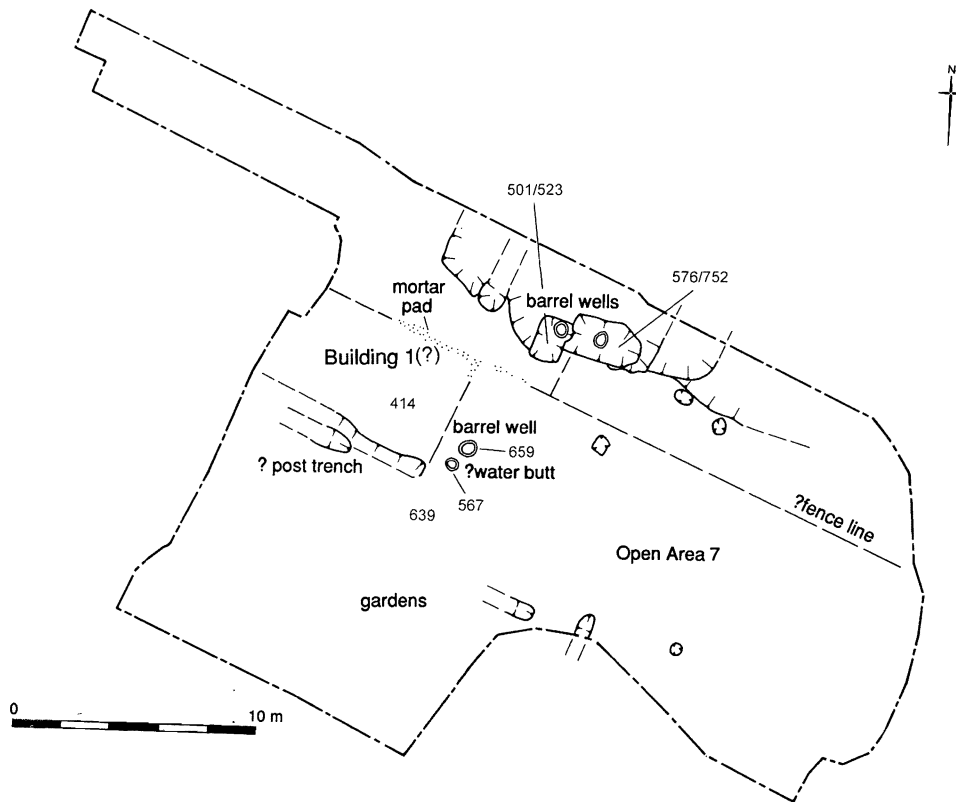 N
501/523
576/752
barrel wells
mortar
pad
Building 1(?)
414
barrel well
659
? post trench
?water butt
567
639
?fence line
Open Area 7
gardens
0
10 m